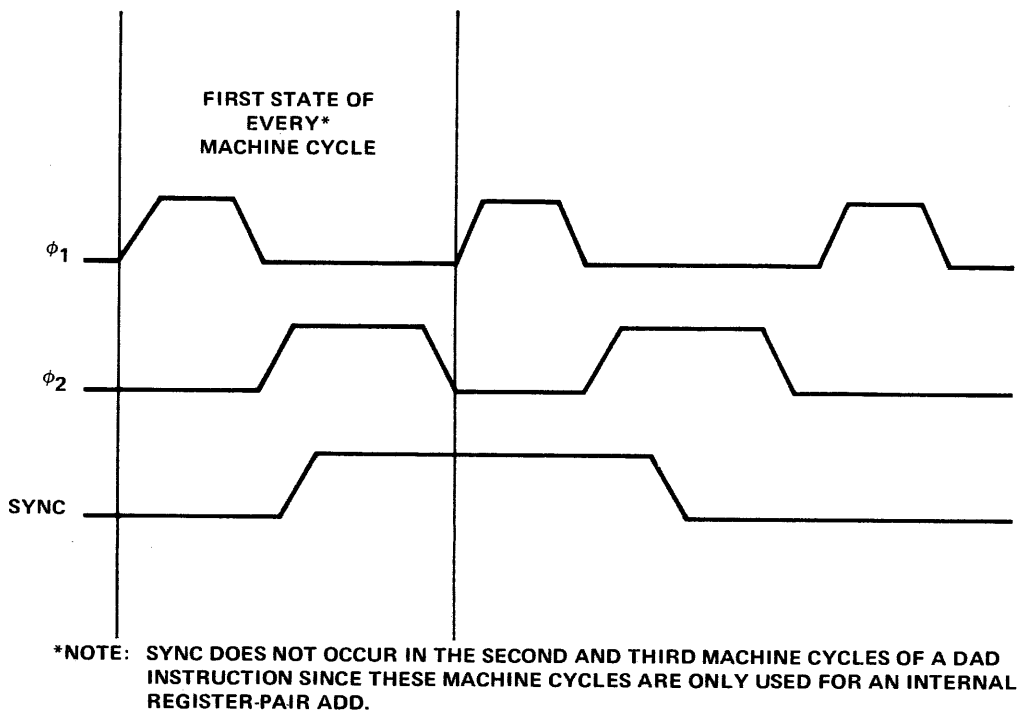 FIRST STATE OF
EVERY*
MACHINE CYCLE
ϕ1
ϕ2
SYNC
*NOTE: SYNC DOES NOT OCCUR IN THE SECOND AND THIRD MACHINE CYCLES OF A DAD
INSTRUCTION SINCE THESE MACHINE CYCLES ARE ONLY USED FOR AN INTERNAL
REGISTER-PAIR ADD.